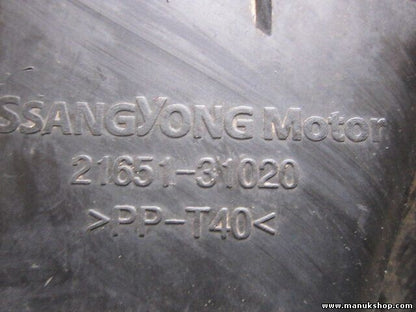 SSANGYONG Motor
21651-31020
>PP-T40<
www.manukshop.com